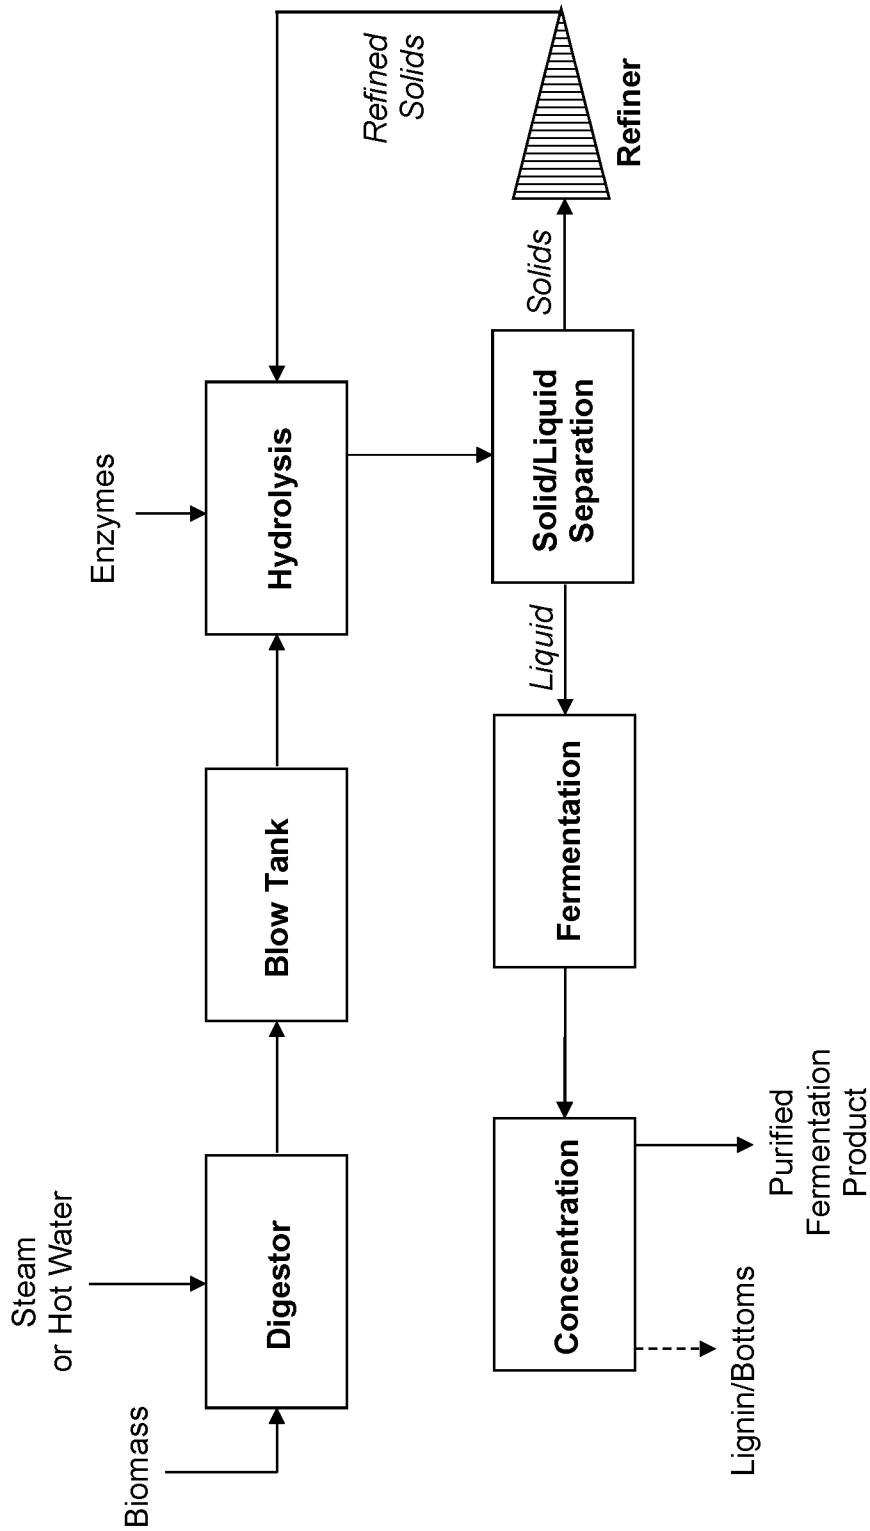 Steam
or Hot Water
Biomass
Digestor
Blow Tank
Enzymes
Hydrolysis
Refined
Solids
Concentration
Fermentation
Liquid
Solid/Liquid
Separation
Solids
Refiner
Lignin/Bottoms
Purified
Fermentation
Product